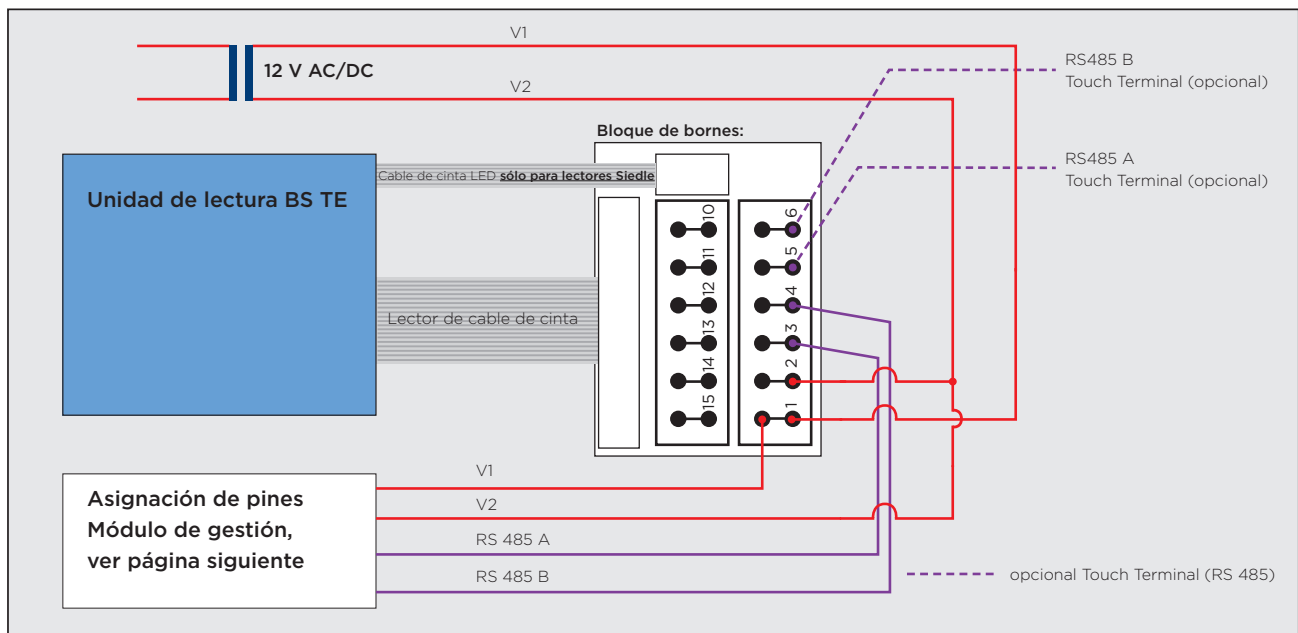 V1
12 V AC/DC
V2
RS485 B
Touch Terminal (opcional)
Bloque de bornes:
Cable de cinta LED sólo para lectores Siedle
RS485 A
Touch Terminal (opcional)
Unidad de lectura BS TE
10
6
11
5
12
4
Lector de cable de cinta
13
3
14
2
15
1
V1
Asignación de pines
Módulo de gestión,
ver página siguiente
V2
RS 485 A
RS 485 B
opcional Touch Terminal (RS 485)